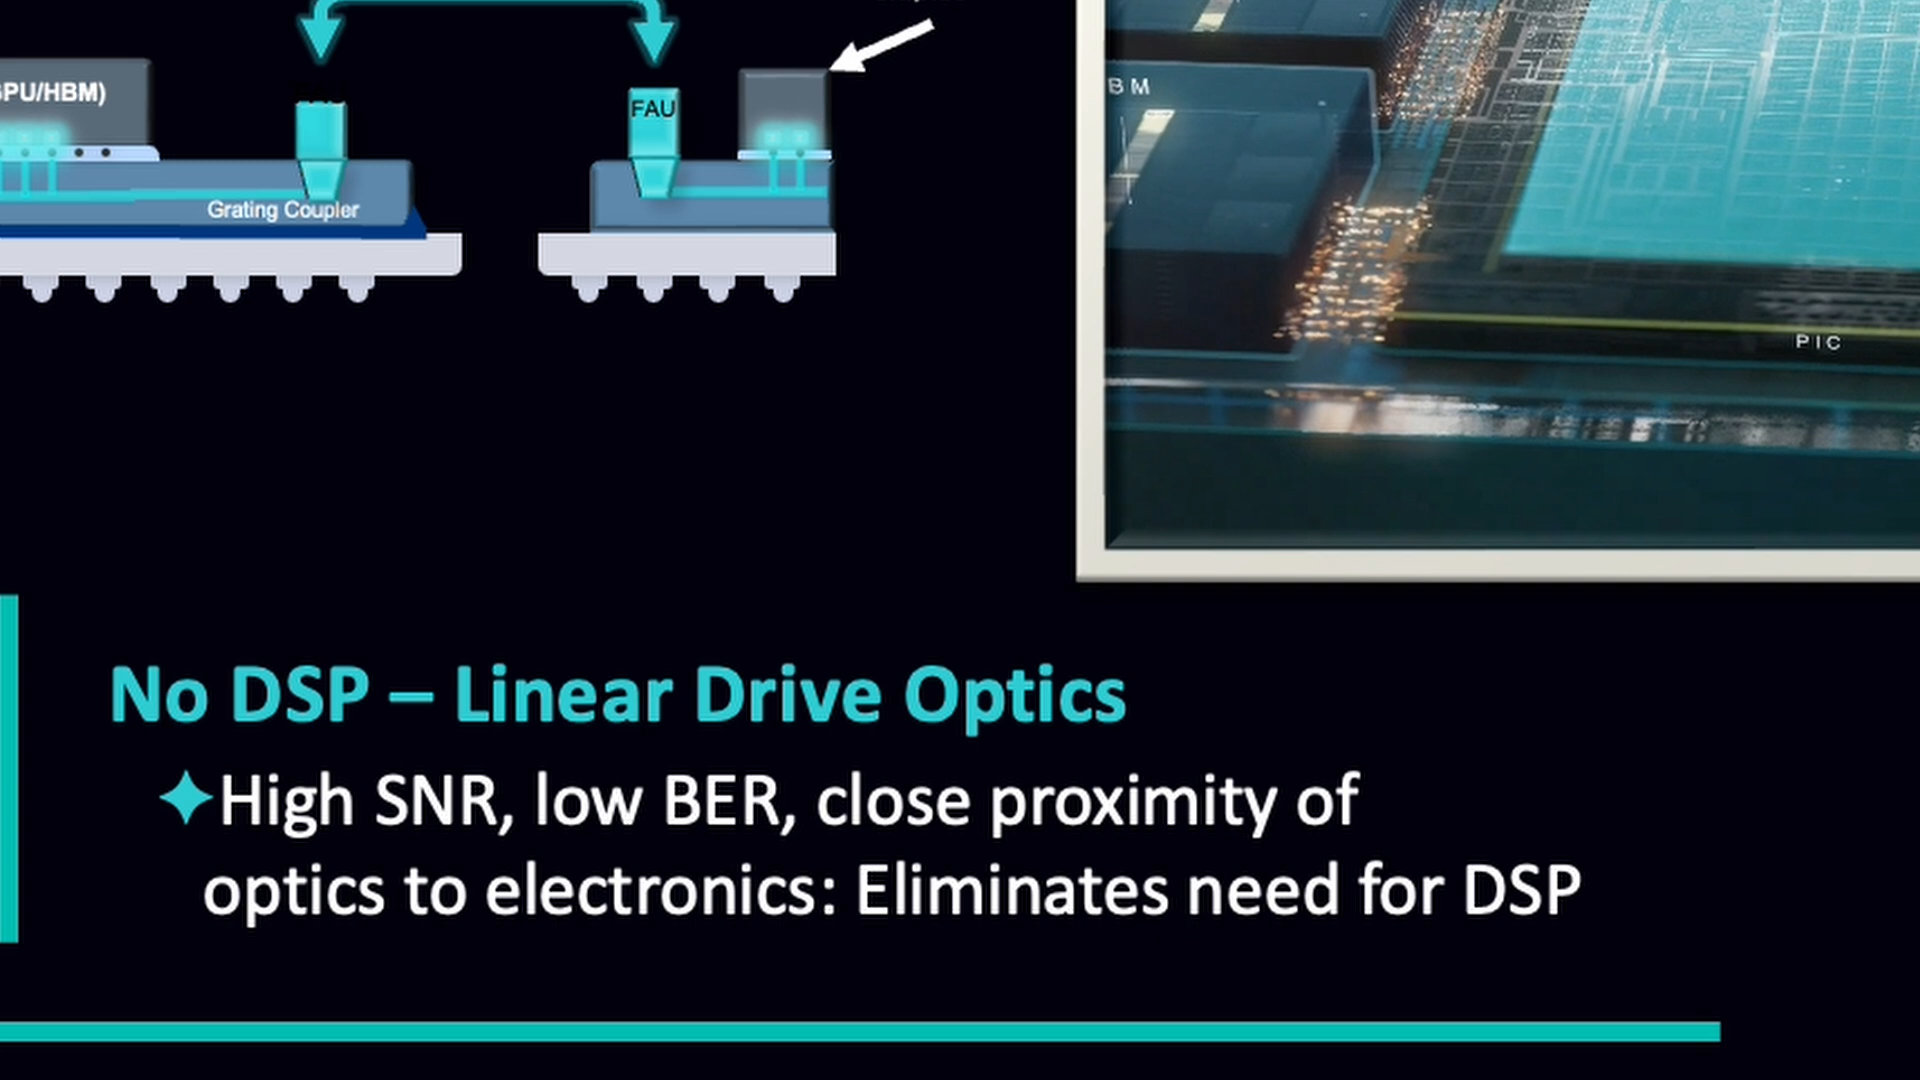 PU/HBM)
FAU
Grating Coupler
BM
PIC
No DSP – Linear Drive Optics
High SNR, low BER, close proximity of
optics to electronics: Eliminates need for DSP